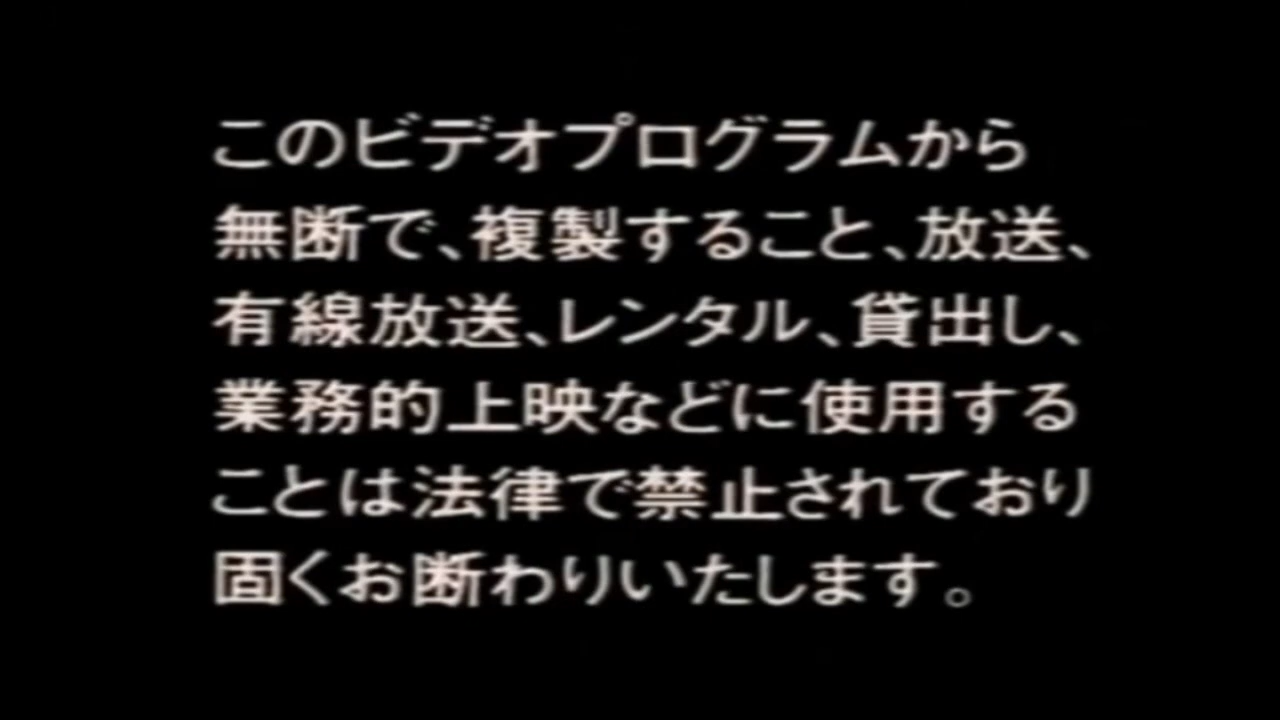 このビデオプログラムから
無断で、複製すること、放送、
有線放送、レンタル、貸出し、
業務的上映などに使用する
ことは法律で禁止されており
固くお断わりいたします。